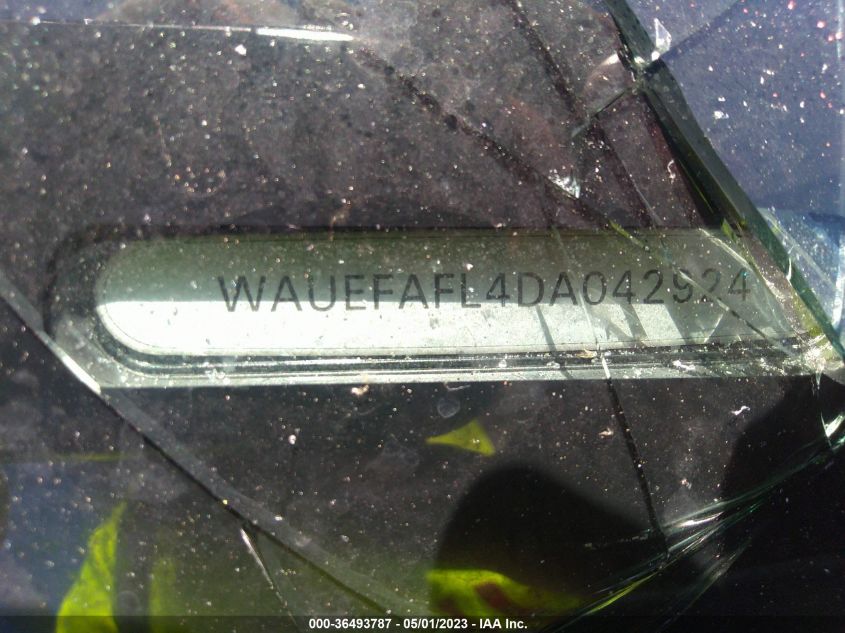 WAUEFAFL4DA042924
000-36493787 - 05/01/2023 - IAA Inc.